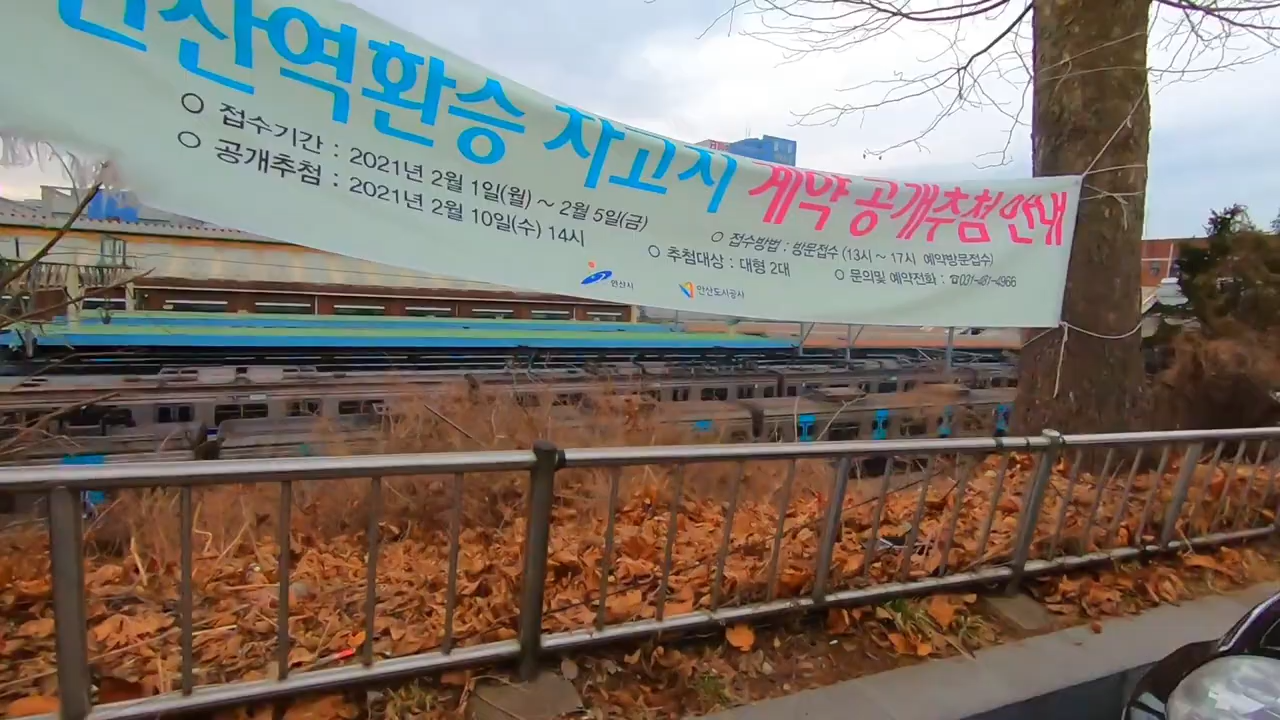 안산역환승 차고지 계약 공개추첨 안내
○ 접수기간 : 2021년 2월 1일(월) ~ 2월 5일(금)
○ 접수방법 : 방문접수 (13시 ~ 17시 예약방문접수)
○ 공개추첨 : 2021년 2월 10일(수) 14시
○ 추첨대상 : 대형 2대
○ 문의및 예약전화 : ☎031-481-4966
안산시
안산도시공사